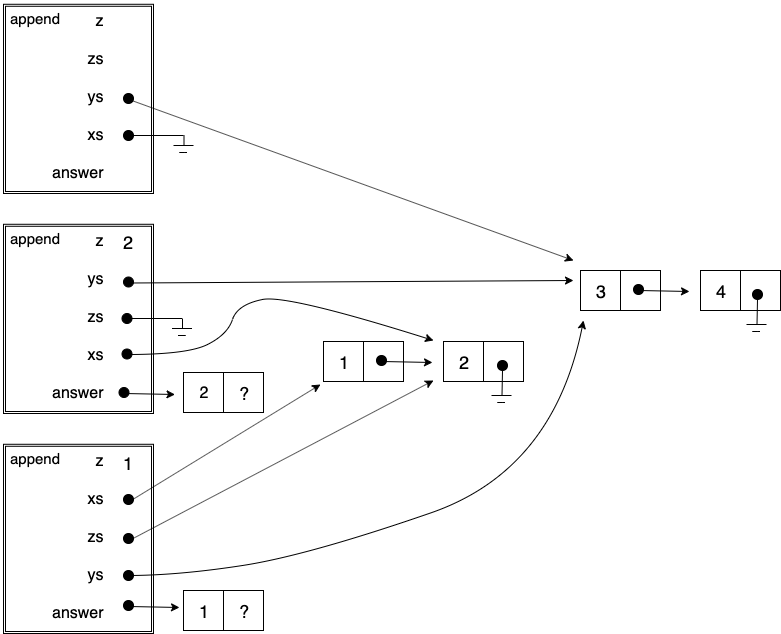 append z
zs
ys
xs
answer
append z 2
ys
zs
xs
answer
2 ?
1
2
3
4
append z 1
xs
zs
ys
answer
1 ?